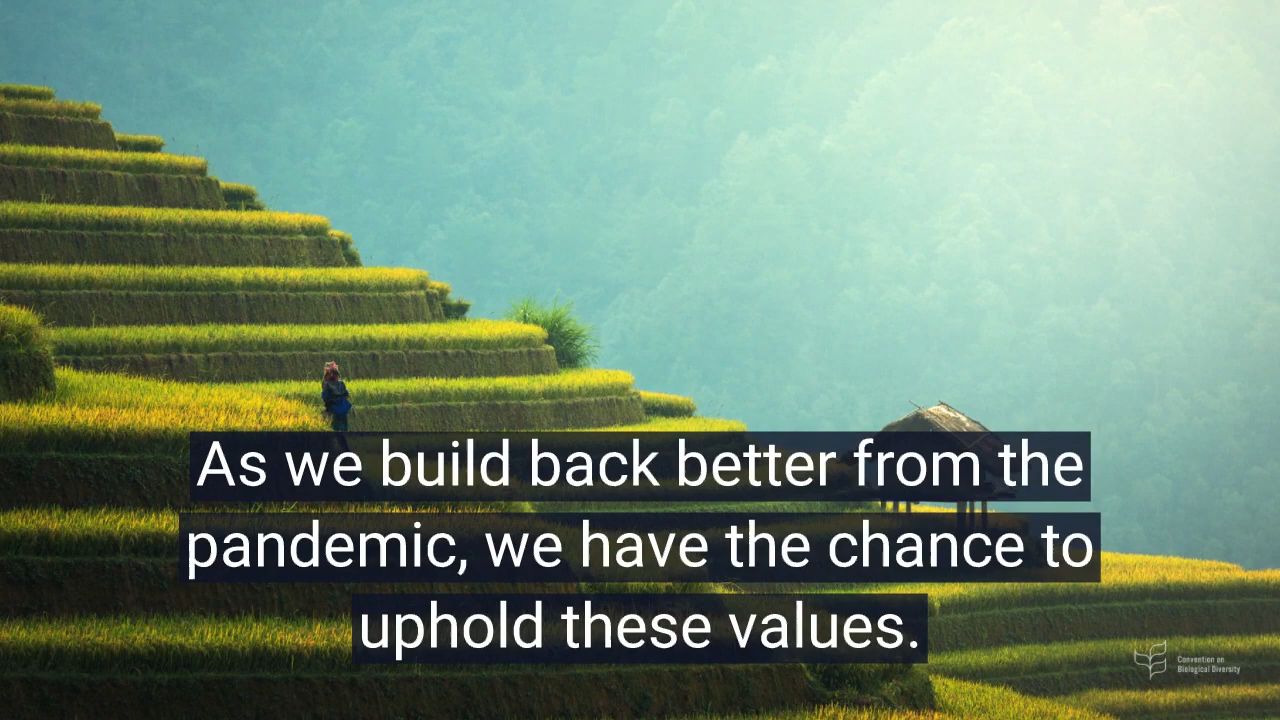 As we build back better from the
pandemic, we have the chance to
uphold these values.
Convention on
Biological Diversity